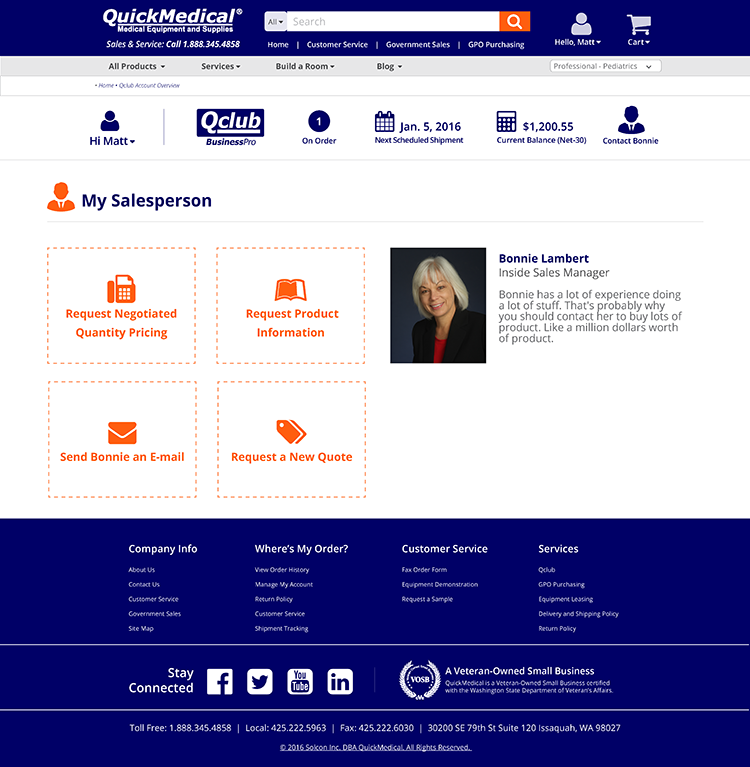 QuickMedical®
Medical Equipment and Supplies
Sales & Service: Call 1.888.345.4858
All
Search
Home | Customer Service | Government Sales | GPO Purchasing
Hello, Matt
Cart
All Products
Services
Build a Room
Blog
Professional - Pediatrics
• Home • Qclub Account Overview
Hi Matt
Qclub
BusinessPro
1
On Order
Jan. 5, 2016
Next Scheduled Shipment
$1,200.55
Current Balance (Net-30)
Contact Bonnie
My Salesperson
Request Negotiated
Quantity Pricing
Request Product
Information
Bonnie Lambert
Inside Sales Manager
Bonnie has a lot of experience doing
a lot of stuff. That's probably why
you should contact her to buy lots of
product. Like a million dollars worth
of product.
Send Bonnie an E-mail
Request a New Quote
Company Info
About Us
Contact Us
Customer Service
Government Sales
Site Map
Where's My Order?
View Order History
Manage My Account
Return Policy
Customer Service
Shipment Tracking
Customer Service
Fax Order Form
Equipment Demonstration
Request a Sample
Services
Qclub
GPO Purchasing
Equipment Leasing
Delivery and Shipping Policy
Return Policy
Stay
Connected
You
Tube
in
VOSB
A Veteran-Owned Small Business
QuickMedical is a Veteran-Owned Small Business certified
with the Washington State Department of Veteran's Affairs.
Toll Free: 1.888.345.4858 | Local: 425.222.5963 | Fax: 425.222.6030 | 30200 SE 79th St Suite 120 Issaquah, WA 98027
© 2016 Solcon Inc. DBA QuickMedical. All Rights Reserved.